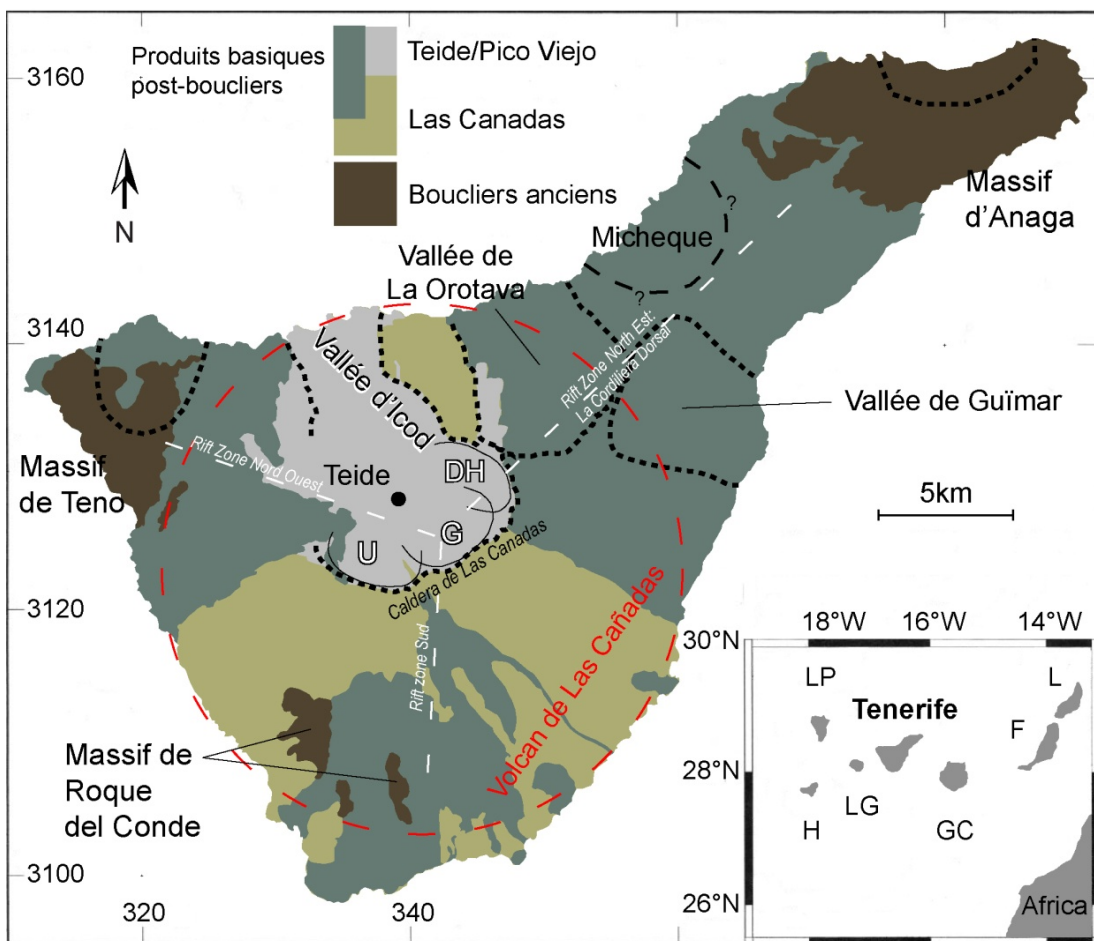 Produits basiques
post-boucliers
Teide/Pico Viejo
Las Canadas
Boucliers anciens
3160
N
Massif
d'Anaga
Micheque
?
?
Vallée de
La Orotava
3140
Vallée d'Icod
Rift Zone North Est:
La Cordiliera Dorsal
Vallée de Guïmar
Massif
de Teno
Rift Zone Nord Ouest
Teide
DH
G
U
Caldera de Las Canadas
5km
3120
Rift zone Sud
Volcan de Las Cañadas
Massif de
Roque
del Conde
3100
320
340
18°W
16°W
14°W
30°N
28°N
26°N
LP
Tenerife
L
F
LG
H
GC
Africa